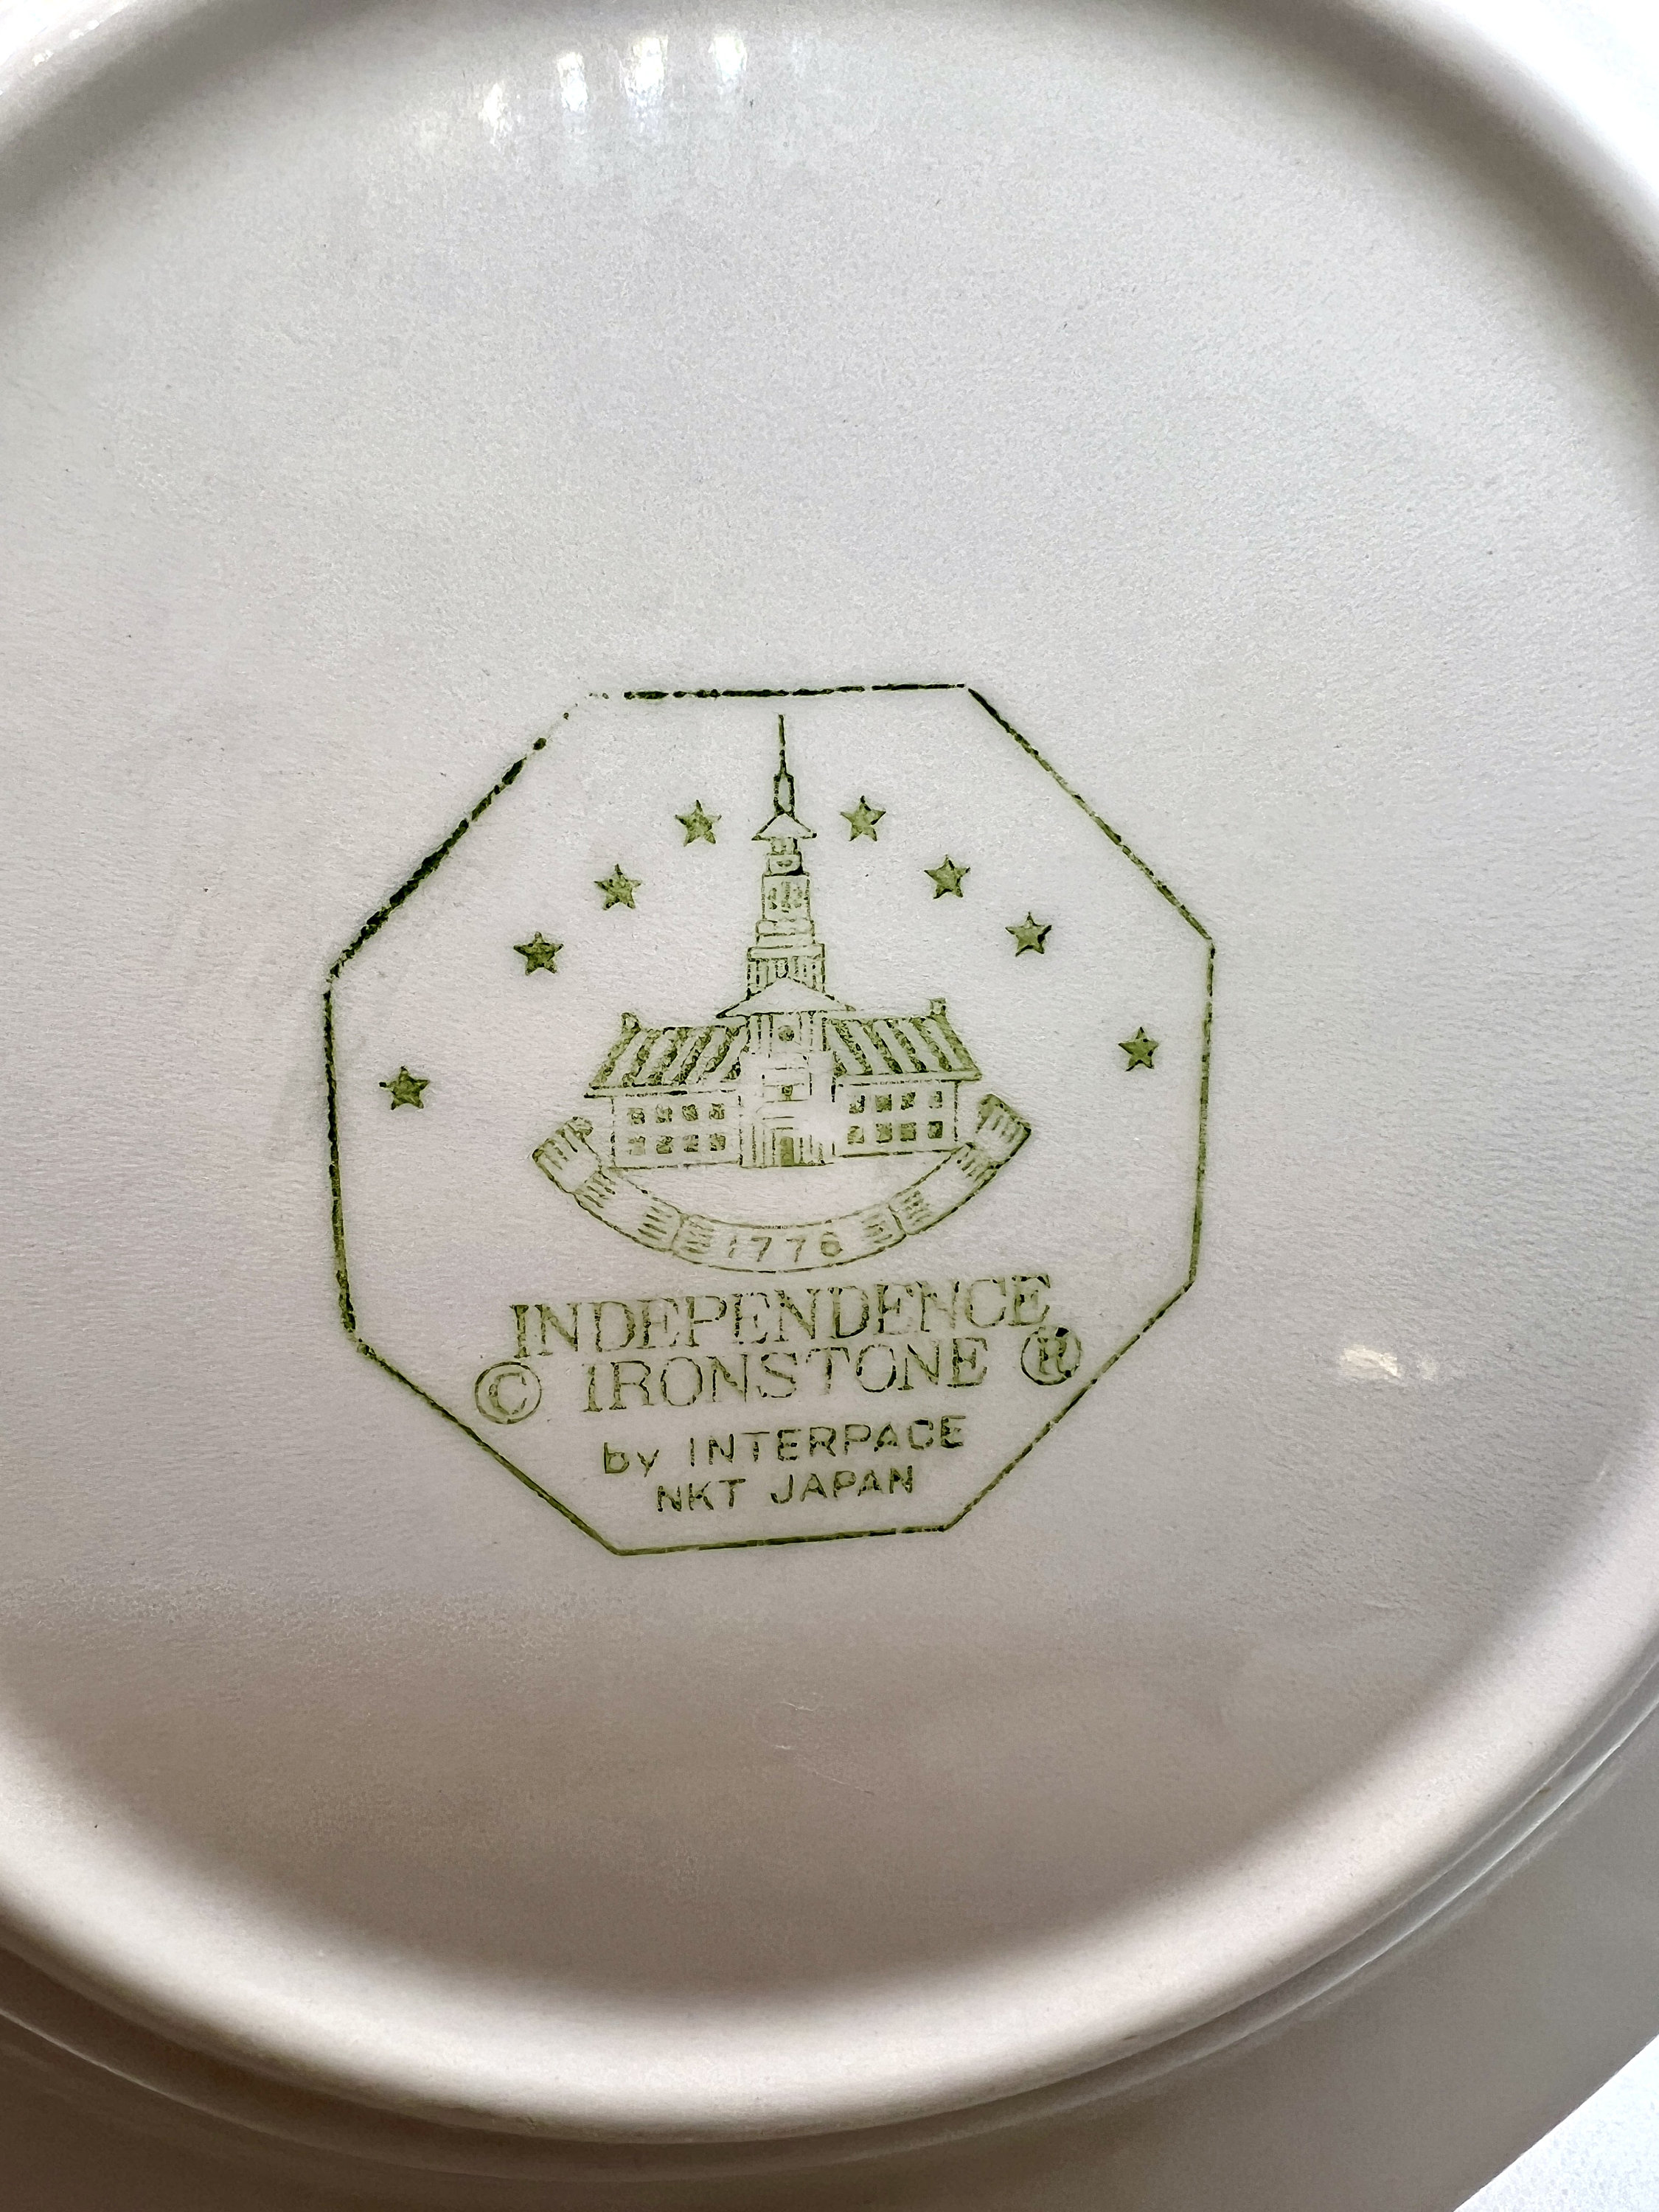 1776
INDEPENDENCE
© IRONSTONE ®
by INTERPACE
NKT JAPAN